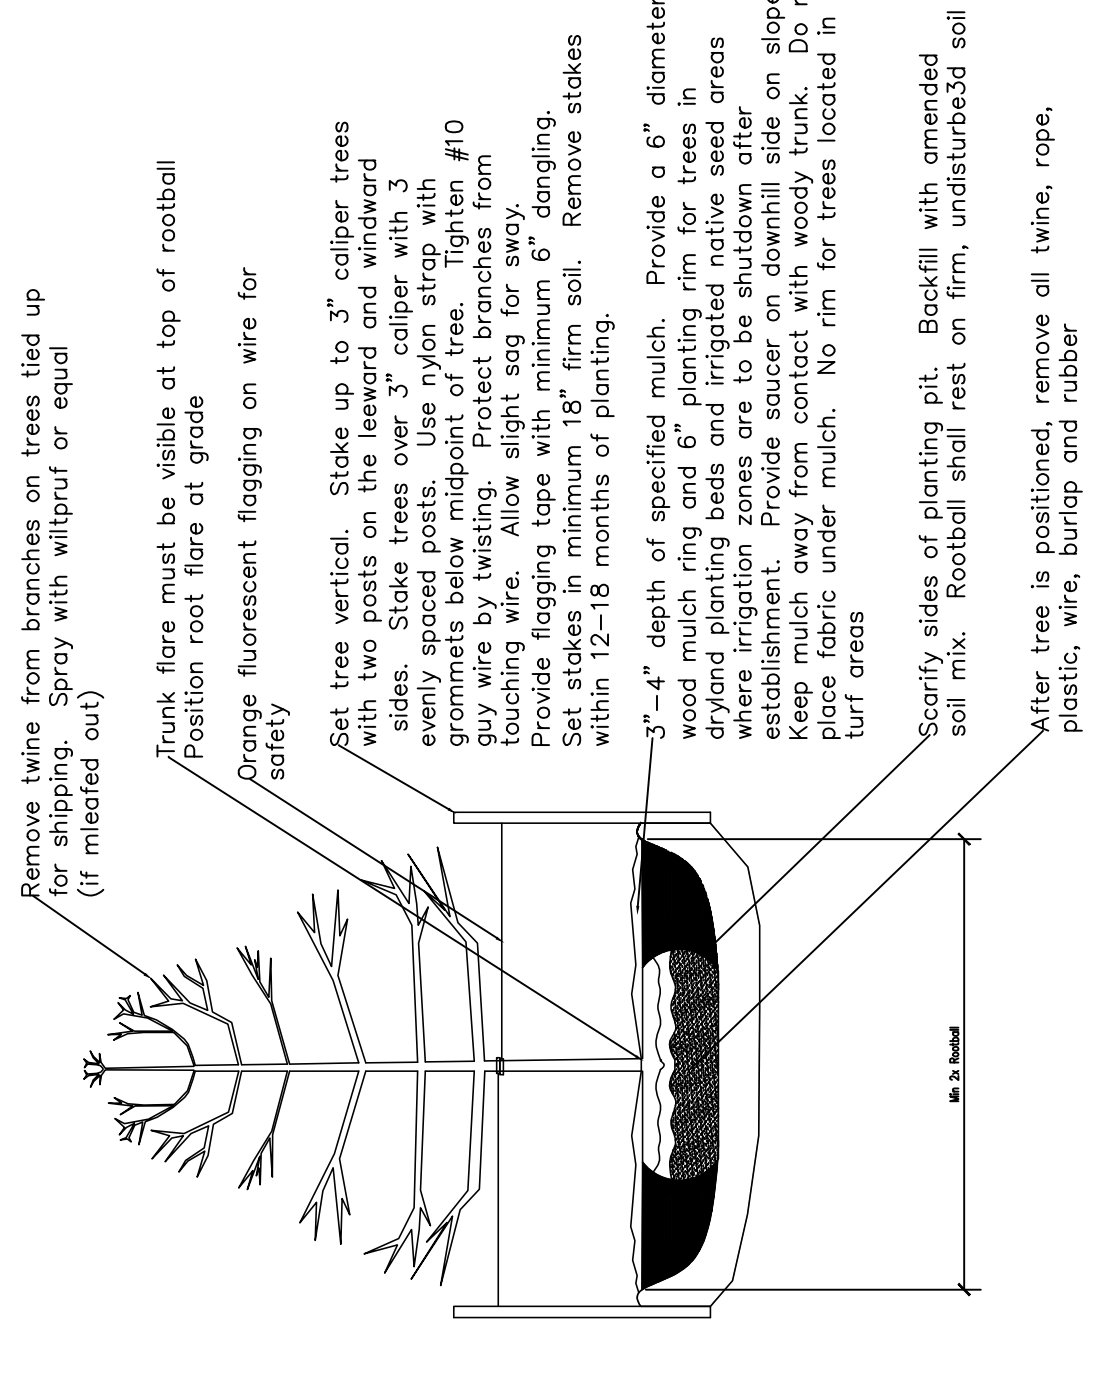 Remove twine from branches on trees tied up
for shipping. Spray with wiltpruf or equal
(if mleafed out)
Trunk flare must be visible at top of rootball
Position root flare at grade
Orange fluorescent flagging on wire for
safety
Set tree vertical. Stake up to 3" caliper trees
with two posts on the leeward and windward
sides. Stake trees over 3" caliper with 3
evenly spaced posts. Use nylon strap with
grommets below midpoint of tree. Tighten #10
guy wire by twisting. Protect branches from
touching wire. Allow slight sag for sway.
Provide flagging tape with minimum 6" dangling.
Set stakes in minimum 18" firm soil. Remove stakes
within 12-18 months of planting.
3"-4" depth of specified mulch. Provide a 6" diameter
wood mulch ring and 6" planting rim for trees in
dryland planting beds and irrigated native seed areas
where irrigation zones are to be shutdown after
establishment. Provide saucer on downhill side on slope
Keep mulch away from contact with woody trunk. Do
place fabric under mulch. No rim for trees located in
turf areas
Scarify sides of planting pit. Backfill with amended
soil mix. Rootball shall rest on firm, undisturbe3d soil
After tree is positioned, remove all twine, rope,
plastic, wire, burlap and rubber
Min 2x Rootball